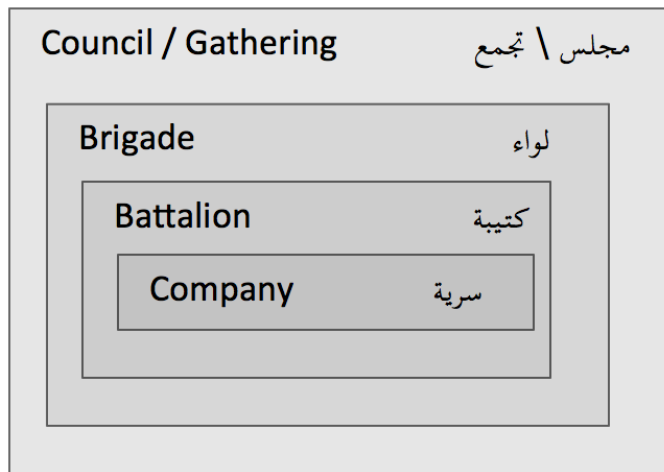 Council / Gathering مجلس \ تجمع
Brigade لواء
Battalion كتيبة
Company سرية